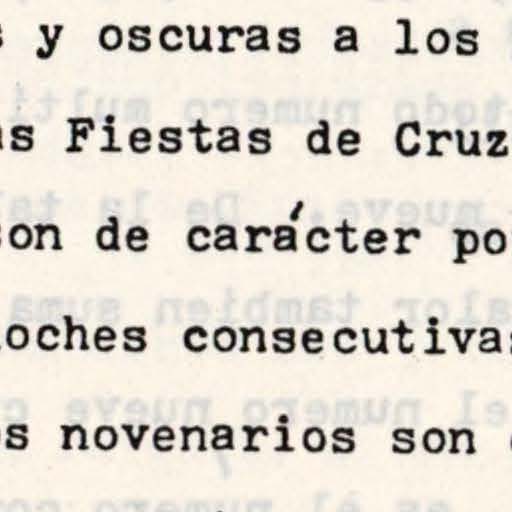 y oscuras a los
as Fiestas de Cruz
son de carácter po
noches consecutivas
os novenarios son